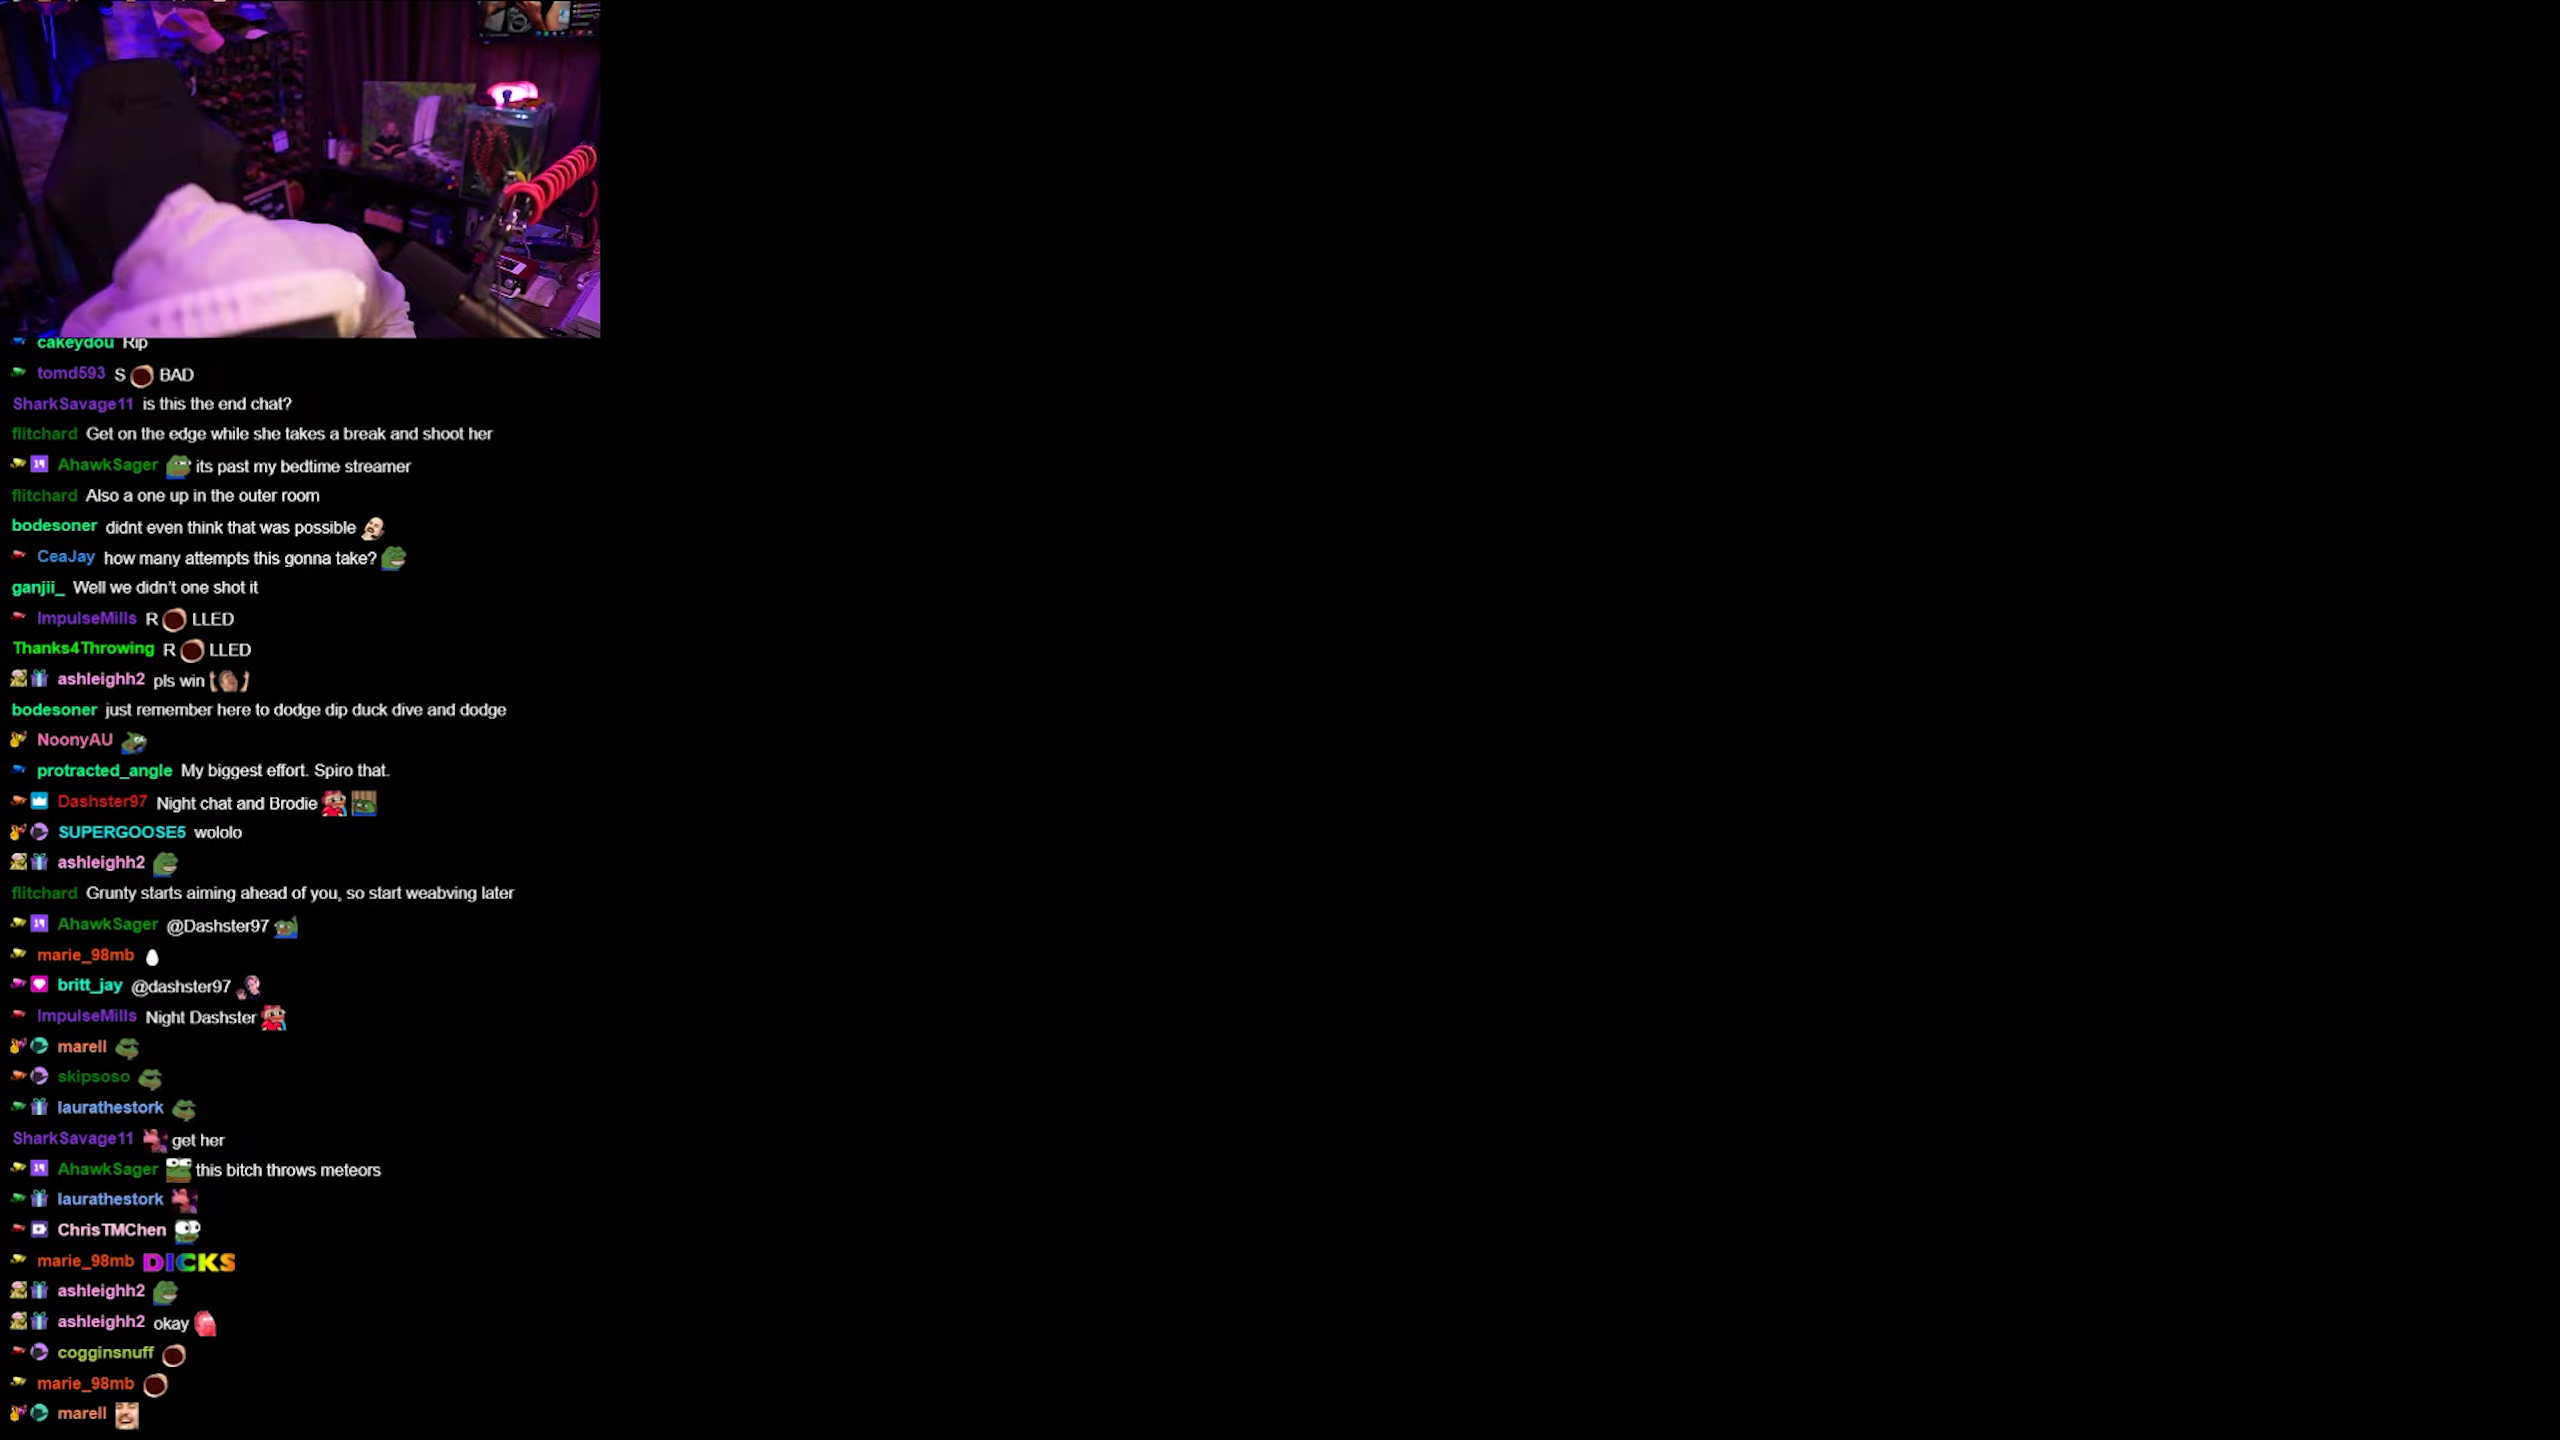 cakeydou Rip
tomd593 S BAD
SharkSavage11 is this the end chat?
flitchard Get on the edge while she takes a break and shoot her
AhawkSager its past my bedtime streamer
flitchard Also a one up in the outer room
bodesoner didnt even think that was possible
CeaJay how many attempts this gonna take?
ganjii_ Well we didn't one shot it
ImpulseMills R LLED
Thanks4Throwing R LLED
ashleighh2 pls win
bodesoner just remember here to dodge dip duck dive and dodge
NoonyAU
protracted_angle My biggest effort. Spiro that.
Dashster97 Night chat and Brodie
SUPERGOOSE5 wololo
ashleighh2
flitchard Grunty starts aiming ahead of you, so start weabving later
AhawkSager @Dashster97
marie_98mb
britt_jay @dashster97
ImpulseMills Night Dashster
marell
skipsoso
laurathestork
SharkSavage11 get her
AhawkSager this bitch throws meteors
laurathestork
ChrisTMChen
marie_98mb DICKS
ashleighh2
ashleighh2 okay
cogginsnuff
marie_98mb
marell